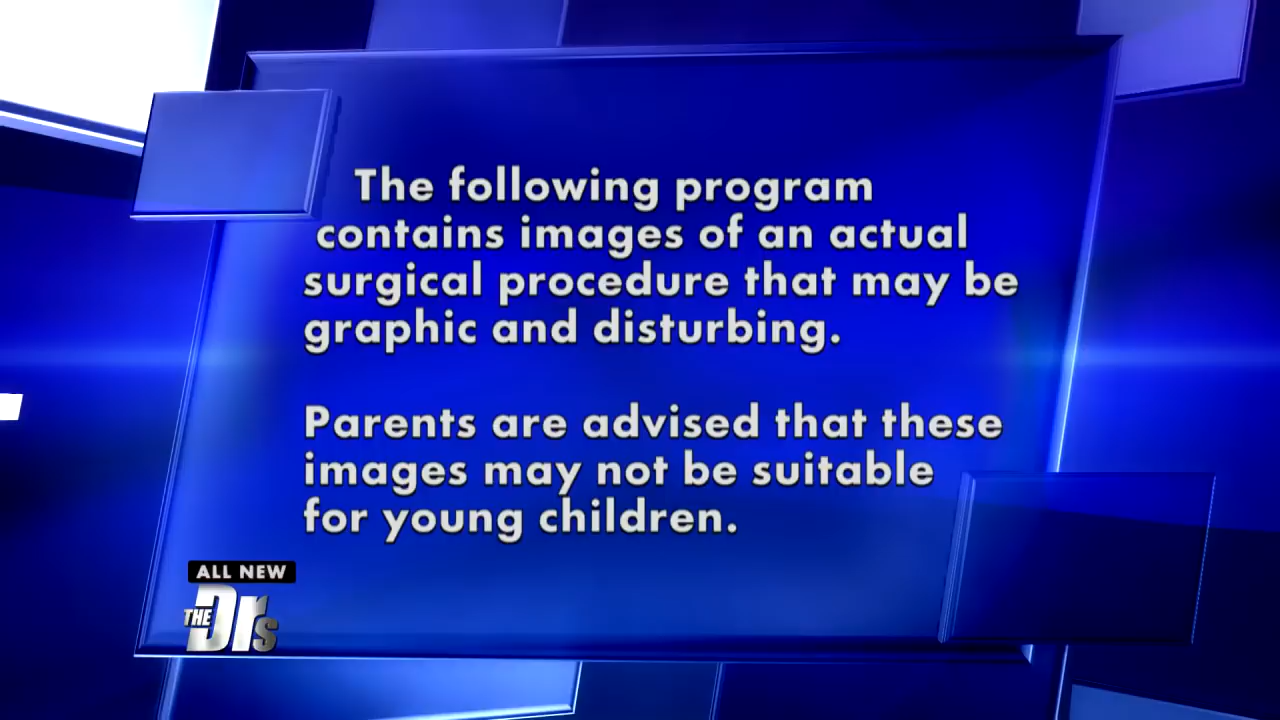 The following program
contains images of an actual
surgical procedure that may be
graphic and disturbing.
Parents are advised that these
images may not be suitable
for young children.
ALL NEW
THE Drs